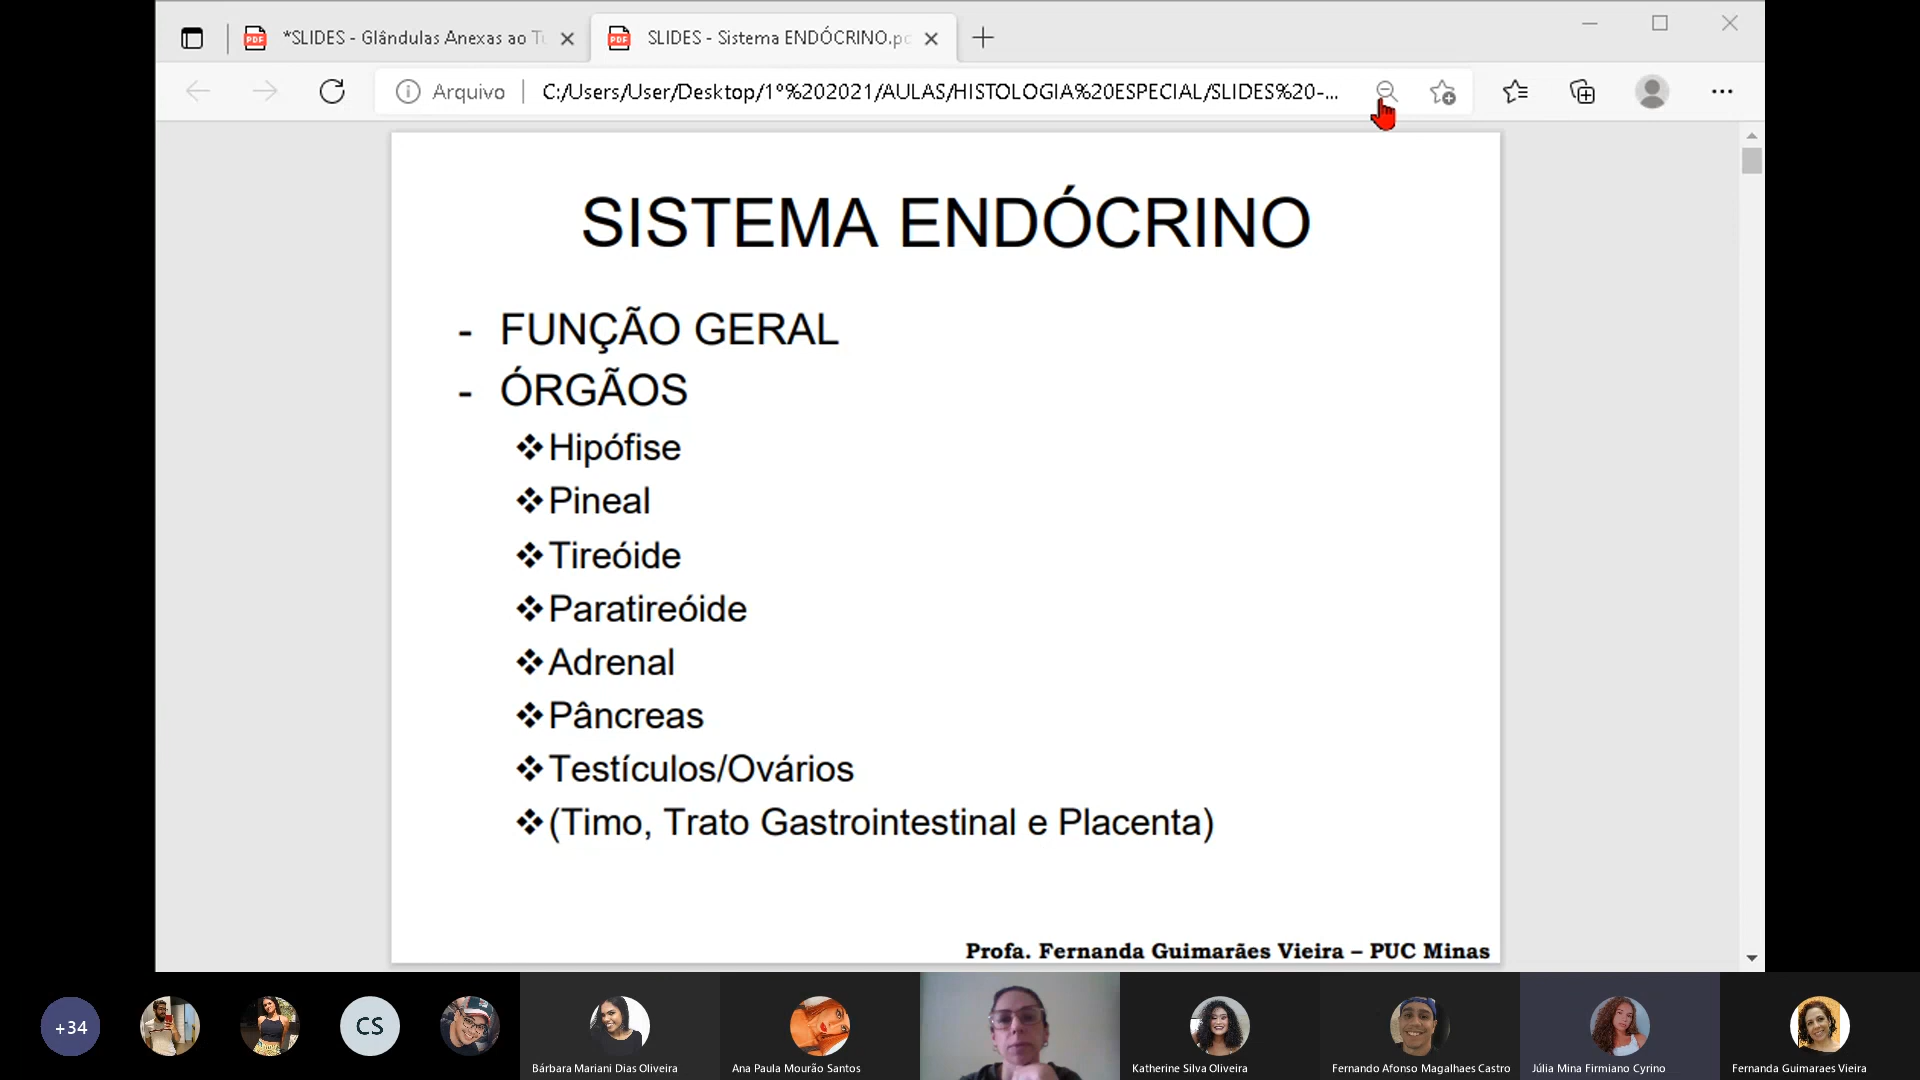 *SLIDES - Glândulas Anexas ao T
SLIDES - Sistema ENDÓCRINO.p
Arquivo
C:/Users/User/Desktop/1º%202021/AULAS/HISTOLOGIA%20ESPECIAL/SLIDES%20-...
SISTEMA ENDÓCRINO
- FUNÇÃO GERAL
- ÓRGÃOS
❖Hipófise
❖Pineal
❖Tireóide
❖Paratireóide
❖Adrenal
❖Pâncreas
❖Testículos/Ovários
❖(Timo, Trato Gastrointestinal e Placenta)
Profa. Fernanda Guimarães Vieira – PUC Minas
+34
CS
Bárbara Mariani Dias Oliveira
Ana Paula Mourão Santos
Katherine Silva Oliveira
Fernando Afonso Magalhaes Castro
Júlia Mina Firmiano Cyrino
Fernanda Guimaraes Vieira